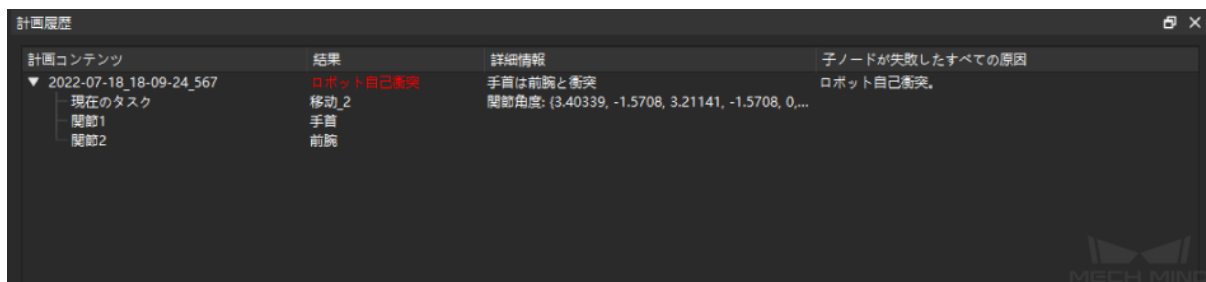 計画履歴
計画コンテンツ 結果 詳細情報 子ノードが失敗したすべての原因
▼ 2022-07-18_18-09-24_567 ロボット自己衝突 手首は前腕と衝突 ロボット自己衝突。
現在のタスク 移动_2 関節角度: {3.40339, -1.5708, 3.21141, -1.5708, 0,...
関節1 手首
関節2 前腕
MECH MIND